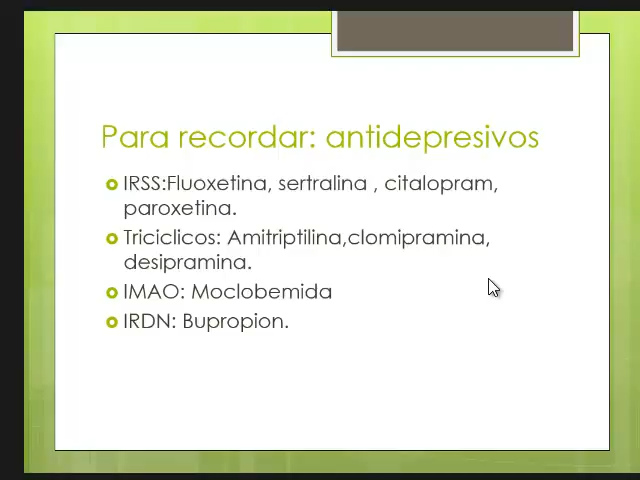 Para recordar: antidepresivos
IRSS:Fluoxetina, sertralina , citalopram,
paroxetina.
Triciclicos: Amitriptilina,clomipramina,
desipramina.
IMAO: Moclobemida
IRDN: Bupropion.